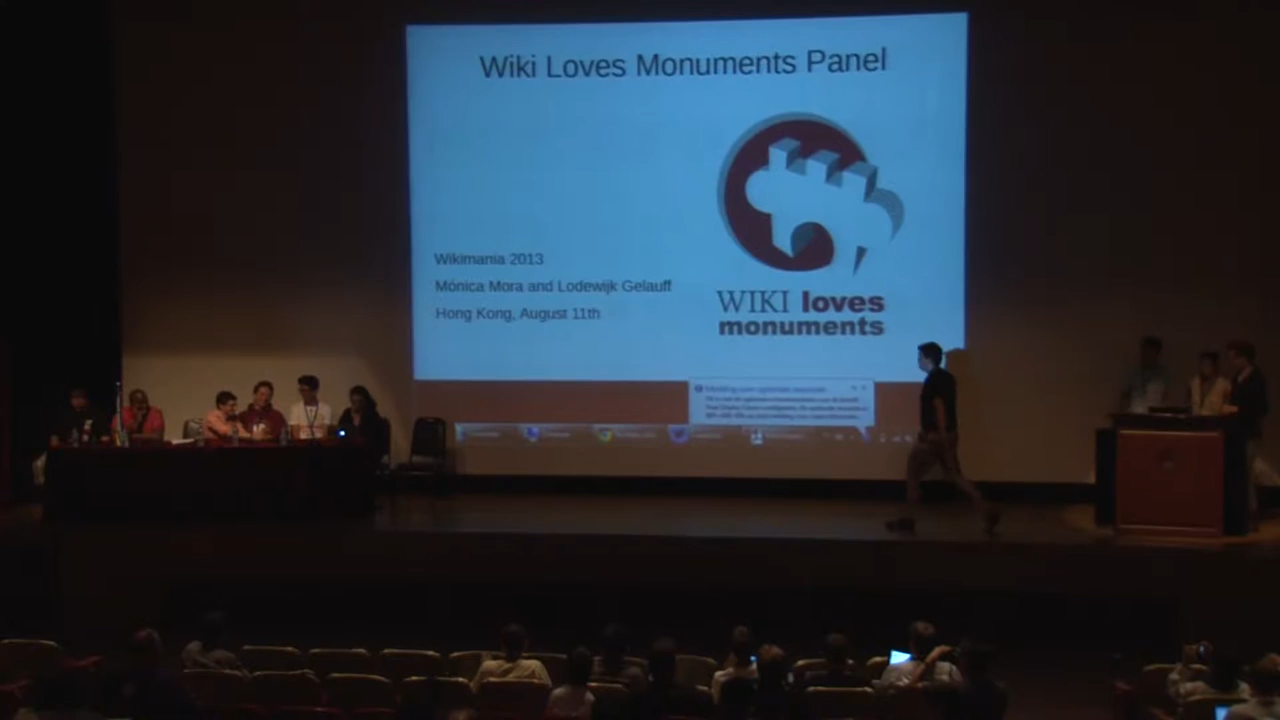 Wiki Loves Monuments Panel
Wikimania 2013
Mónica Mora and Lodewijk Gelauff
Hong Kong, August 11th
WIKI loves
monuments